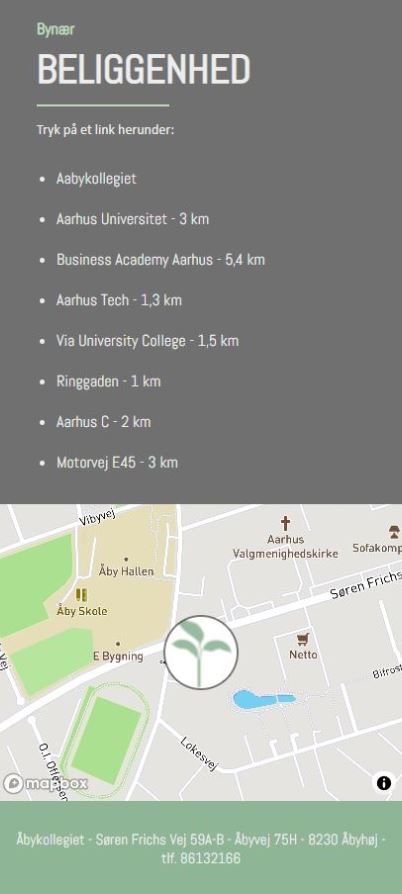 Bynær
BELIGGENHED
Tryk på et link herunder:
Aabykollegiet
Aarhus Universitet - 3 km
Business Academy Aarhus - 5,4 km
Aarhus Tech - 1,3 km
Via University College - 1,5 km
Ringgaden - 1 km
Aarhus C - 2 km
Motorvej E45 - 3 km
Vibyvej
Aarhus
Valgmenighedskirke
Sofakomp
Åby Hallen
Søren Frichs
Åby Skole
E Bygning
Netto
Vej
Bifrost
Lokesvej
O.I. Offersen
mapbox
Åbykollegiet - Søren Frichs Vej 59A-B - Åbyvej 75H - 8230 Åbyhøj -
tlf. 86132166